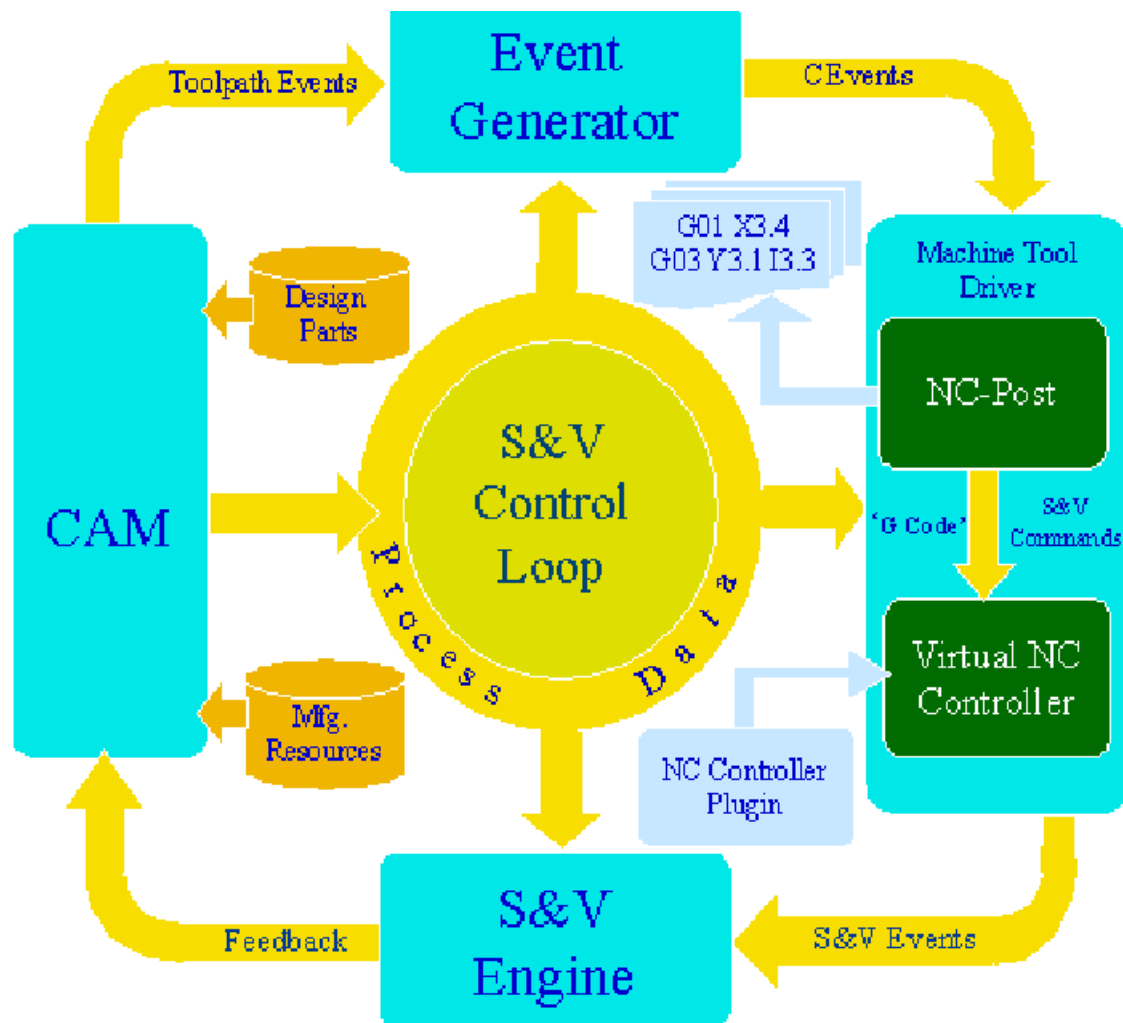 Event
Generator
Toolpath Events
CEvents
G01 X3.4
G03 Y3.1 I3.3
Machine Tool
Driver
Design
Parts
NC-Post
S&V
Control
Loop
CAM
'G Code'
S&V
Commands
Process Data
Virtual NC
Controller
Mfg.
Resources
NC Controller
Plugin
S&V
Engine
Feedback
S&V Events